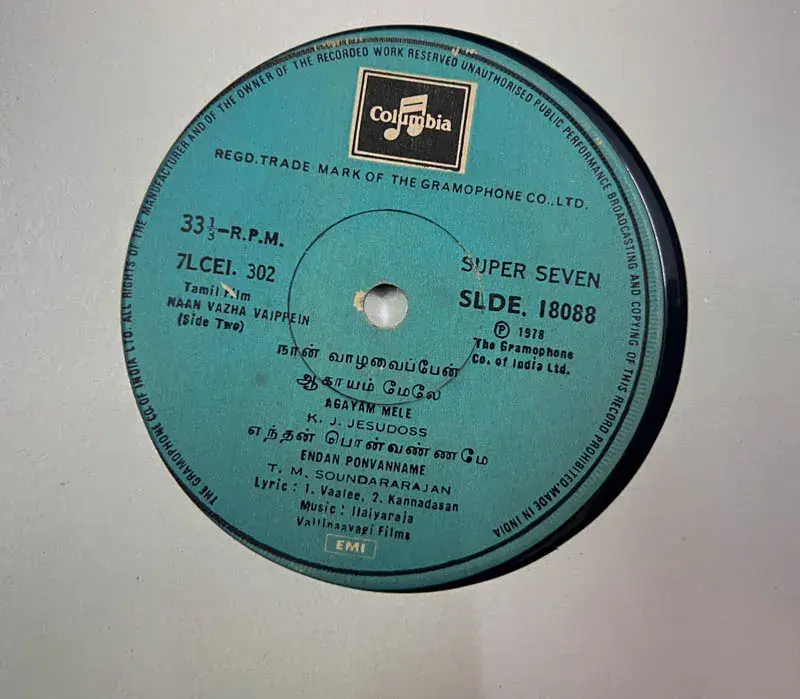 THE GRAMOPHONE CO. OF INDIA LTD. ALL RIGHTS OF THE MANUFACTURER AND OF THE OWNER OF THE RECORDED WORK RESERVED UNAUTHORISED PUBLIC PERFORMANCE BROADCASTING AND COPYING OF THIS RECORD PROHIBITED. MADE IN INDIA
Columbia
REGD. TRADE MARK OF THE GRAMOPHONE CO., LTD.
33⅓-R.P.M.
7LCEI. 302
Tamil Film
NAAN VAZHA VAIPPEIN
(Side Two)
SUPER SEVEN
SLDE. 18088
Ⓟ 1978
The Gramophone
Co. of India Ltd.
நான் வாழவைப்பேன்
ஆகாயம் மேலே
AGAYAM MELE
K. J. JESUDOSS
எந்தன் பொன்வண்ணமே
ENDAN PONVANNAME
T. M. SOUNDARARAJAN
Lyric : 1. Vaalee, 2. Kannadasan
Music : Ilaiyaraja
Vallinaayagi Films
EMI